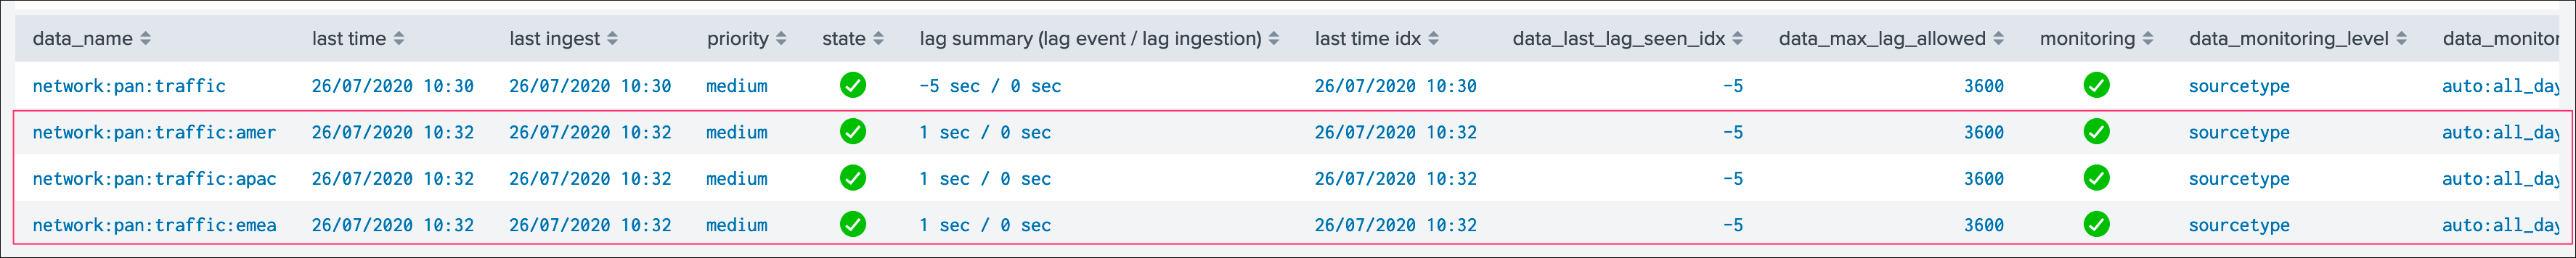 data_name last time last ingest priority state lag summary (lag event / lag ingestion) last time idx data_last_lag_seen_idx data_max_lag_allowed monitoring data_monitoring_level data_monitor
network:pan:traffic 26/07/2020 10:30 26/07/2020 10:30 medium -5 sec / 0 sec 26/07/2020 10:30 -5 3600 sourcetype auto:all_day
network:pan:traffic:amer 26/07/2020 10:32 26/07/2020 10:32 medium 1 sec / 0 sec 26/07/2020 10:32 -5 3600 sourcetype auto:all_day
network:pan:traffic:apac 26/07/2020 10:32 26/07/2020 10:32 medium 1 sec / 0 sec 26/07/2020 10:32 -5 3600 sourcetype auto:all_day
network:pan:traffic:emea 26/07/2020 10:32 26/07/2020 10:32 medium 1 sec / 0 sec 26/07/2020 10:32 -5 3600 sourcetype auto:all_day